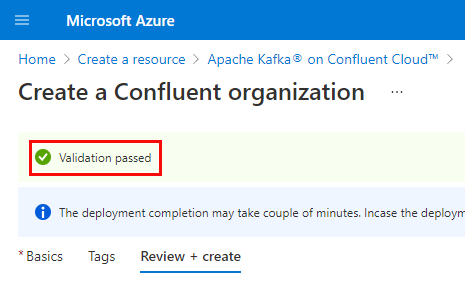 Microsoft Azure
Home > Create a resource > Apache Kafka® on Confluent Cloud™ >
Create a Confluent organization ...
Validation passed
The deployment completion may take couple of minutes. Incase the deploym
* Basics Tags Review + create